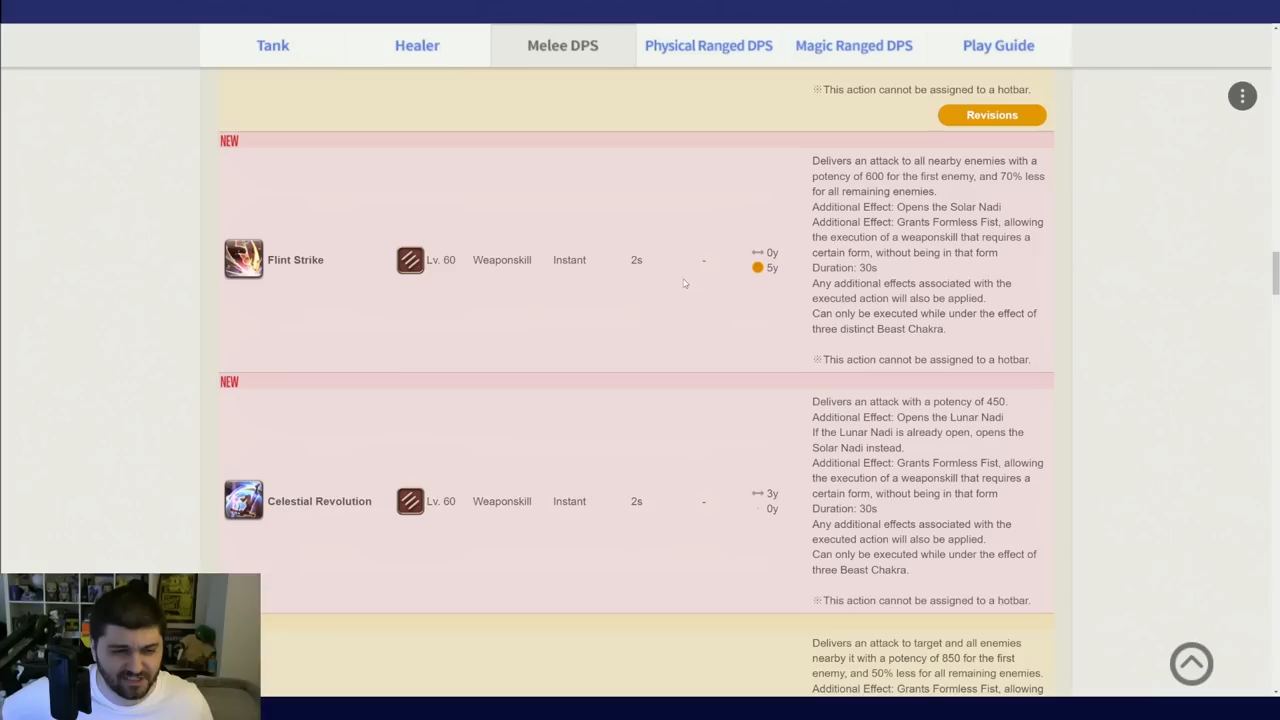 Tank
Healer
Melee DPS
Physical Ranged DPS
Magic Ranged DPS
Play Guide
※This action cannot be assigned to a hotbar.
Revisions
NEW
Flint Strike
Lv. 60
Weaponskill
Instant
2s
-
0y
5y
Delivers an attack to all nearby enemies with a
potency of 600 for the first enemy, and 70% less
for all remaining enemies.
Additional Effect: Opens the Solar Nadi
Additional Effect: Grants Formless Fist, allowing
the execution of a weaponskill that requires a
certain form, without being in that form
Duration: 30s
Any additional effects associated with the
executed action will also be applied.
Can only be executed while under the effect of
three distinct Beast Chakra.
※This action cannot be assigned to a hotbar.
NEW
Celestial Revolution
Lv. 60
Weaponskill
Instant
2s
-
3y
0y
Delivers an attack with a potency of 450.
Additional Effect: Opens the Lunar Nadi
If the Lunar Nadi is already open, opens the
Solar Nadi instead.
Additional Effect: Grants Formless Fist, allowing
the execution of a weaponskill that requires a
certain form, without being in that form
Duration: 30s
Any additional effects associated with the
executed action will also be applied.
Can only be executed while under the effect of
three Beast Chakra.
※This action cannot be assigned to a hotbar.
Delivers an attack to target and all enemies
nearby it with a potency of 850 for the first
enemy, and 50% less for all remaining enemies.
Additional Effect: Grants Formless Fist, allowing